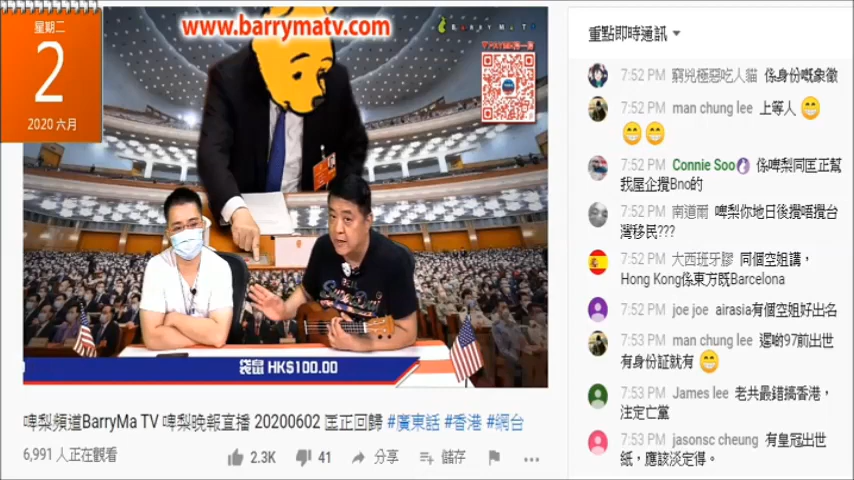 星期二
2
2020 六月
www.barrymatv.com
BARRYMA TV
袋鼠 HK$100.00
啤梨頻道BarryMa TV 啤梨晚報直播 20200602 匡正回歸 #廣東話 #香港 #網台
6,991 人正在觀看
2.3K
41
分享
儲存
重點即時通訊
7:52 PM 窮兇極惡吃人貓 係身份嘅象徵
7:52 PM man chung lee 上等人 😁
😁😁
7:52 PM Connie Soo 係啤梨同匡正幫
我屋企攪Bno的
7:52 PM 南道爾 啤梨你地日後攪唔攪台
灣移民???
7:52 PM 大西班牙膠 同個空姐講，
Hong Kong係東方既Barcelona
7:52 PM joe joe airasia有個空姐好出名
7:53 PM man chung lee 遲啲97前出世
有身份証就有 😁
7:53 PM James lee 老共最錯搞香港，
注定亡黨
7:53 PM jasonsc cheung 有皇冠出世
紙，應該淡定得。